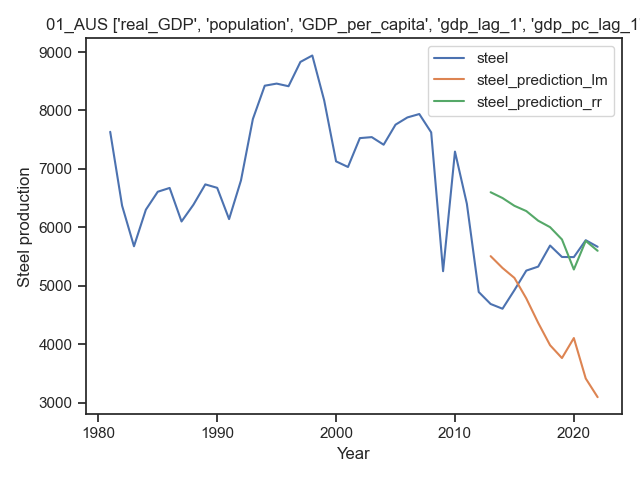 01_AUS ['real_GDP', 'population', 'GDP_per_capita', 'gdp_lag_1', 'gdp_pc_lag_1'
steel
steel_prediction_lm
steel_prediction_rr
Steel production
9000
8000
7000
6000
5000
4000
3000
1980
1990
2000
2010
2020
Year